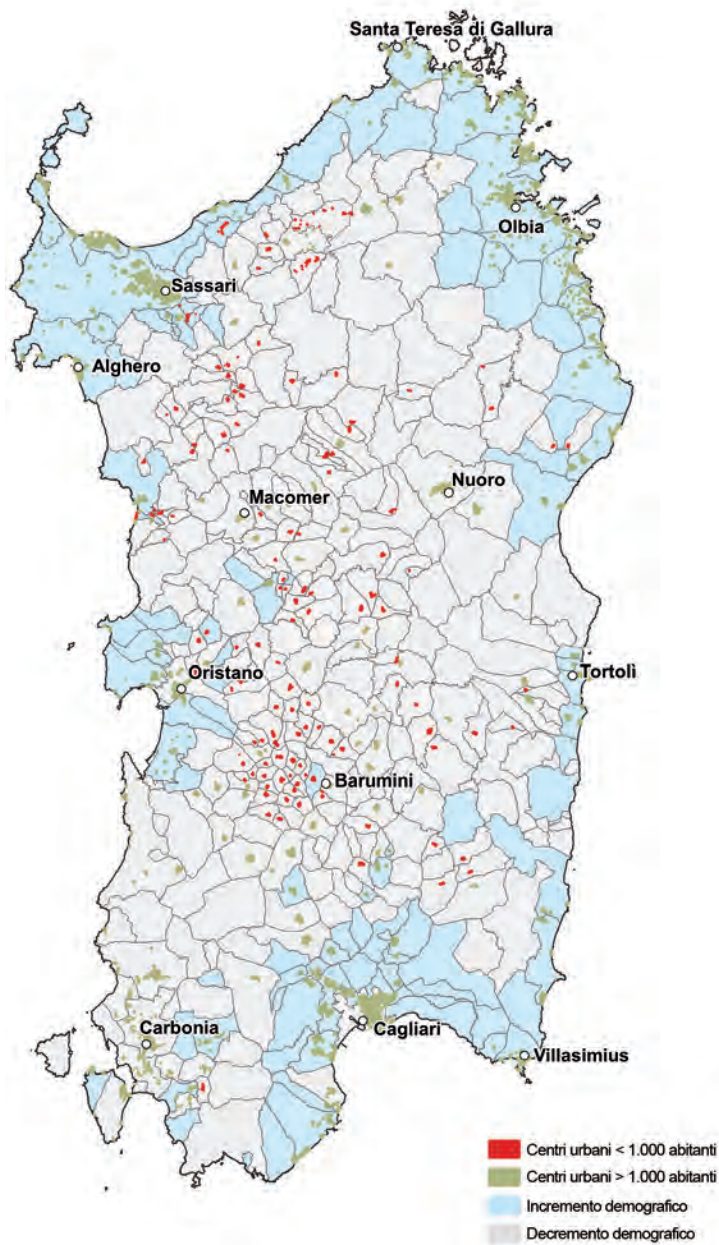 Santa Teresa di Gallura
Olbia
Sassari
Alghero
Nuoro
Macomer
Oristano
Tortolì
Barumini
Carbonia
Cagliari
Villasimius
Centri urbani < 1.000 abitanti
Centri urbani > 1.000 abitanti
Incremento demografico
Decremento demografico